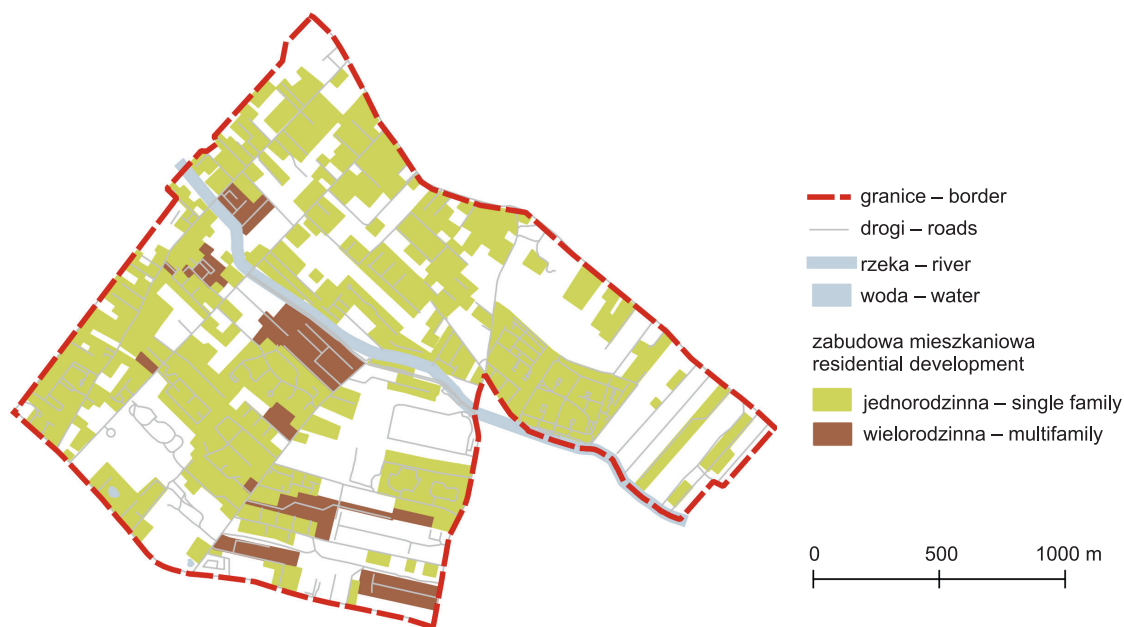 granice – border
drogi – roads
rzeka – river
woda – water
zabudowa mieszkaniowa
residential development
jednorodzinna – single family
wielorodzinna – multifamily
0 500 1000 m